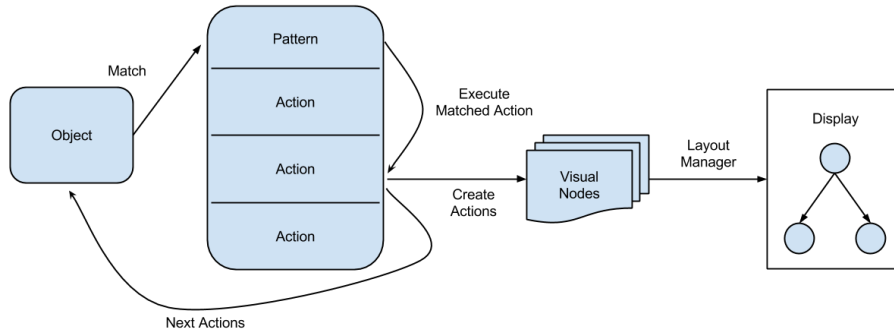 Pattern
Match
Action
Execute
Matched Action
Object
Display
Action
Layout
Manager
Visual
Nodes
Create
Actions
Action
Next Actions